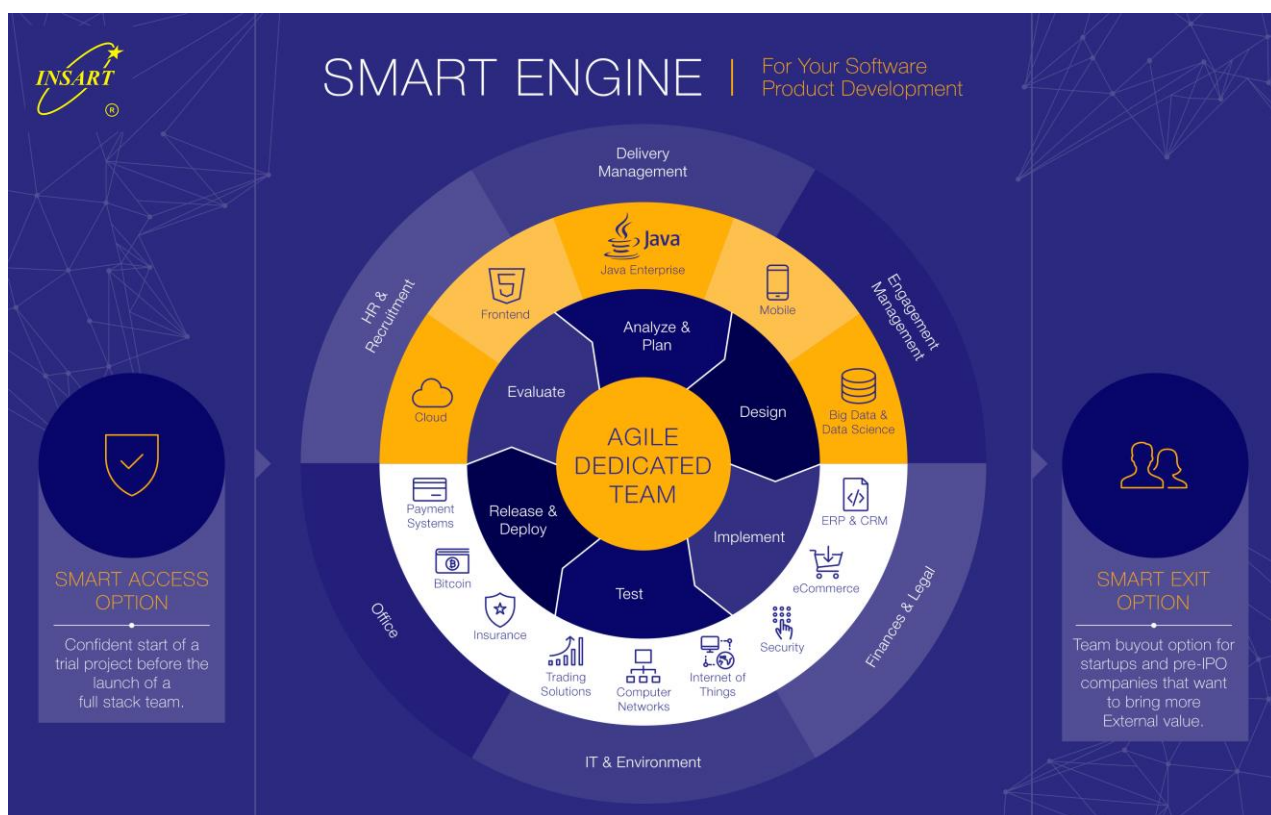 INSART
®
SMART ENGINE
For Your Software
Product Development
Delivery
Management
HR &
Recruitment
Engagement
Management
Java
Java Enterprise
Frontend
Mobile
Cloud
Big Data &
Data Science
Analyze &
Plan
Evaluate
Design
AGILE
DEDICATED
TEAM
Release &
Deploy
Implement
Test
Payment
Systems
Bitcoin
Insurance
Trading
Solutions
Computer
Networks
Internet of
Things
Security
eCommerce
ERP & CRM
Office
Finances & Legal
IT & Environment
SMART ACCESS
OPTION
Confident start of a
trial project before the
launch of a
full stack team.
SMART EXIT
OPTION
Team buyout option for
startups and pre-IPO
companies that want
to bring more
External value.